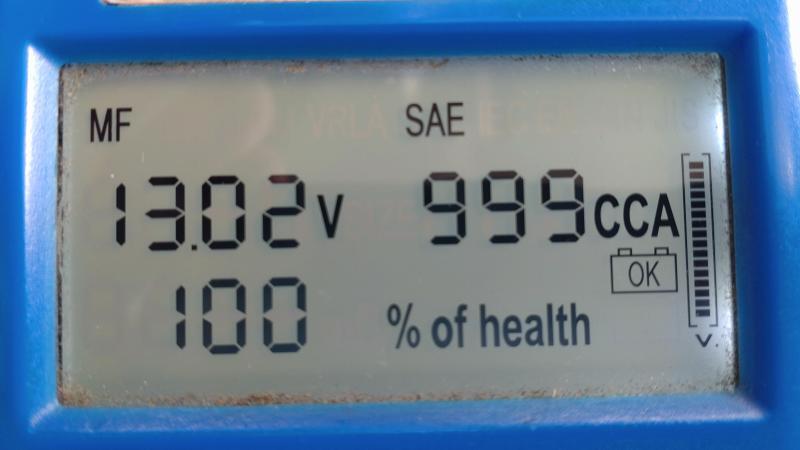 MF SAE
13.02 V 999 CCA
OK
100 % of health
V